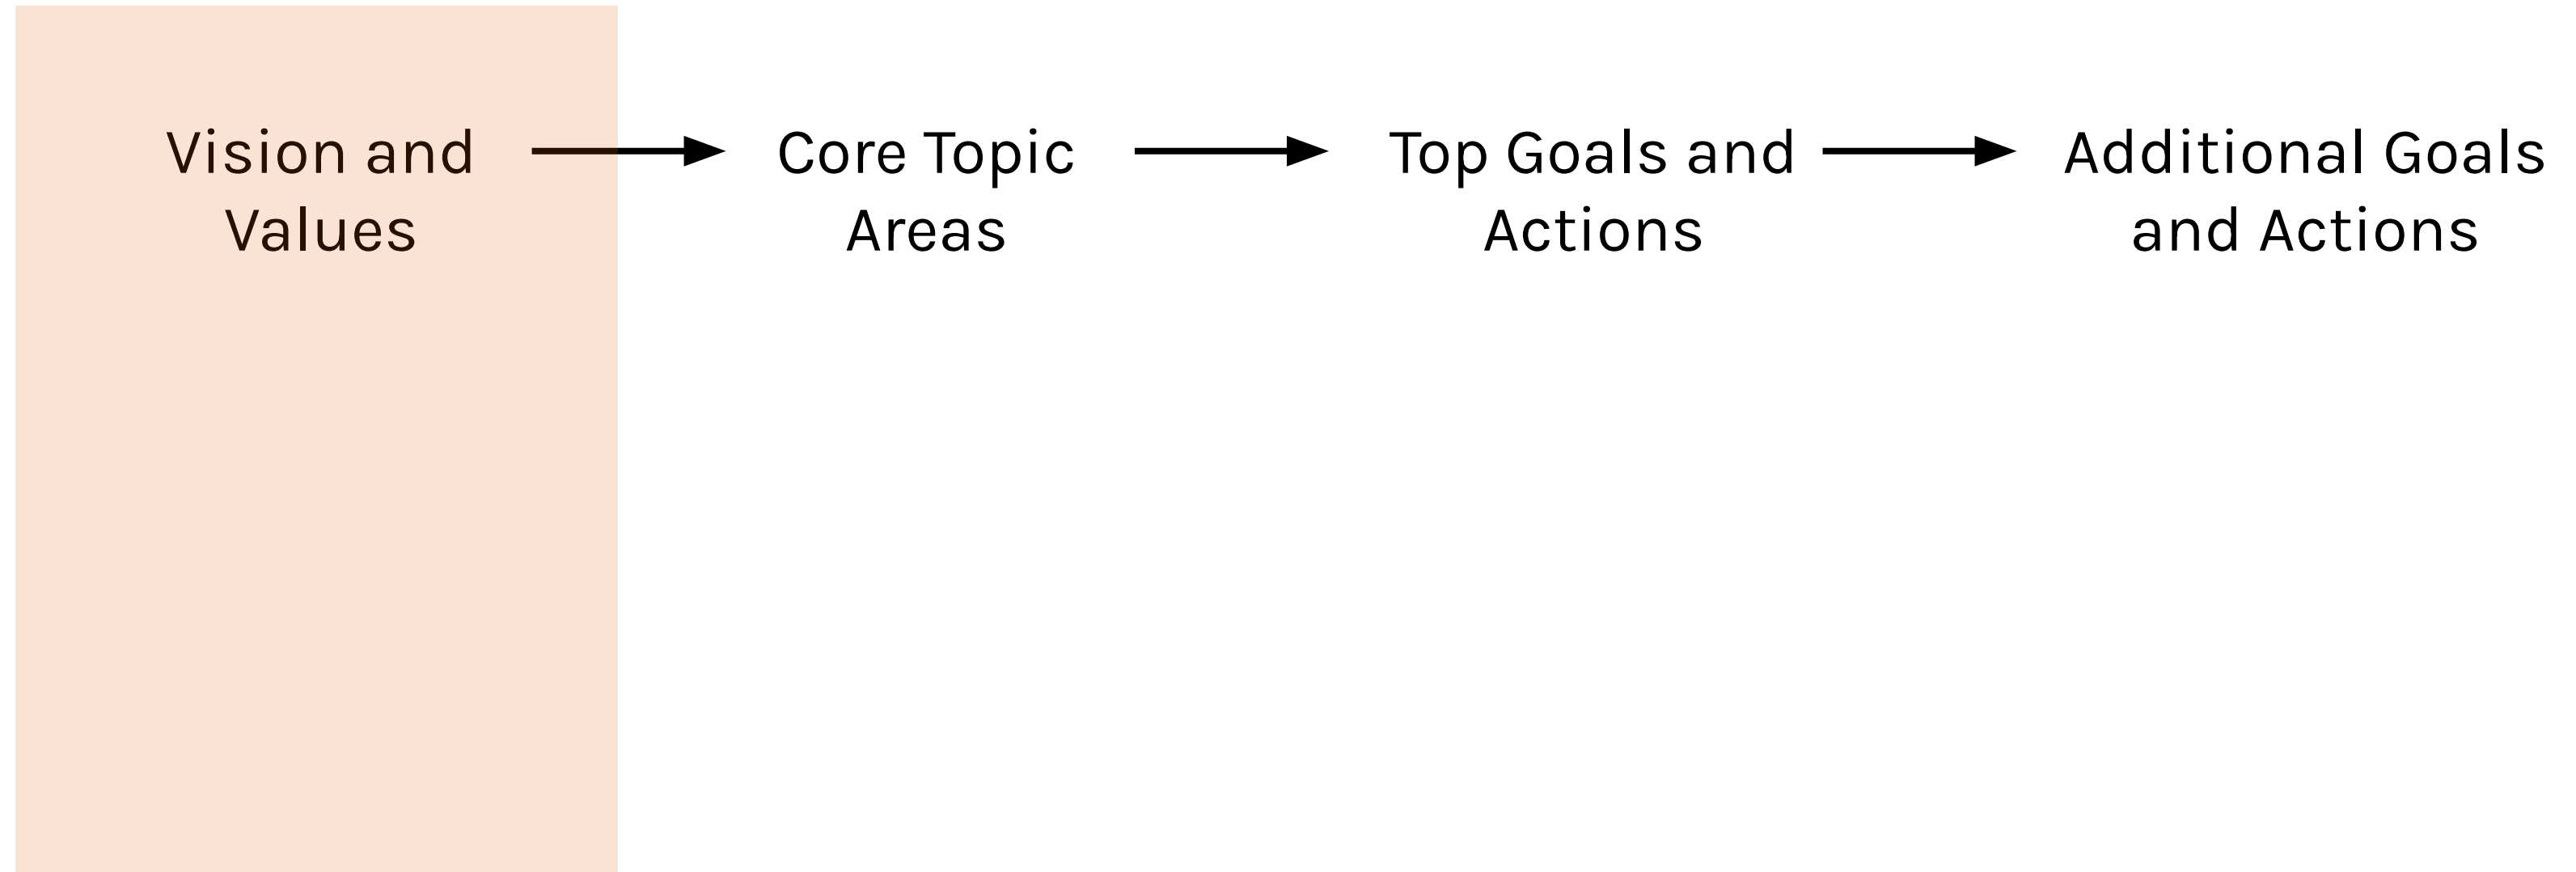 Vision and
Values
Core Topic
Areas
Top Goals and
Actions
Additional Goals
and Actions